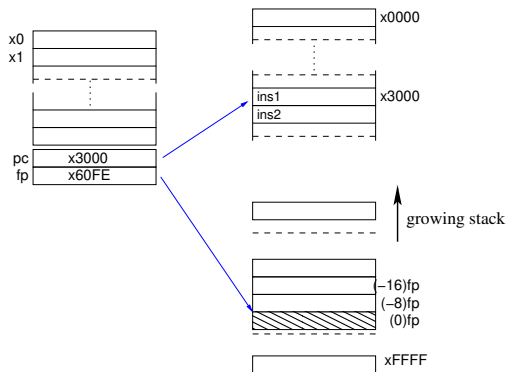 x0
x1
pc x3000
fp x60FE
x0000
ins1 x3000
ins2
growing stack
(−16)fp
(−8)fp
(0)fp
xFFFF